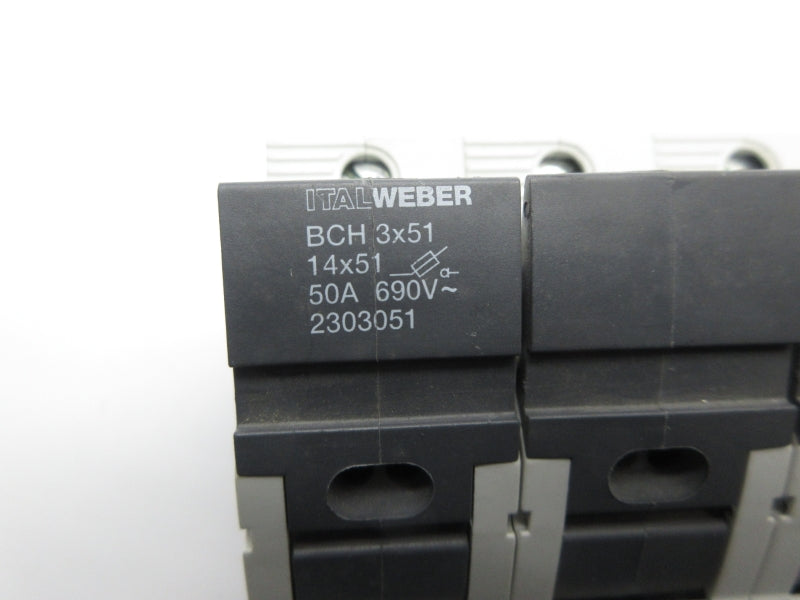 ITALWEBER
BCH 3x51
14x51
50A 690V~
2303051